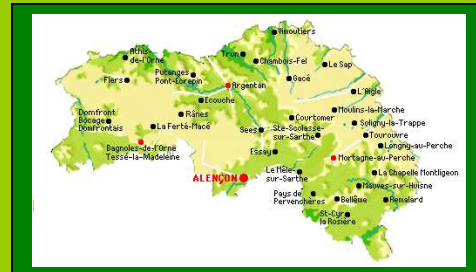 Vimoutiers
Athis-
de-l'Orne
Trun
Chambois-Fel
Le Sap
Flers
Putanges
Pont-Ecrepin
Gacé
Argentan
L'Aigle
Ecouche
Rânes
Moulins-la-Marche
Domfront
Bocage
Domfrontais
Courtomer
Soligny-la-Trappe
La Ferté-Macé
Sees
Ste-Scolasse-
sur-Sarthe
Tourouvre
Longny-au-Perche
Bagnoles-de-l'Orne
Tessé-la-Madeleine
Essay
Mortagne-au-Perche
ALENÇON
Le Mêle-
sur-Sarthe
La Chapelle Montligeon
Mauves-sur-Huisne
Pays de
Pervenchères
Bellême
Remalard
St-Cyr
la Rosière